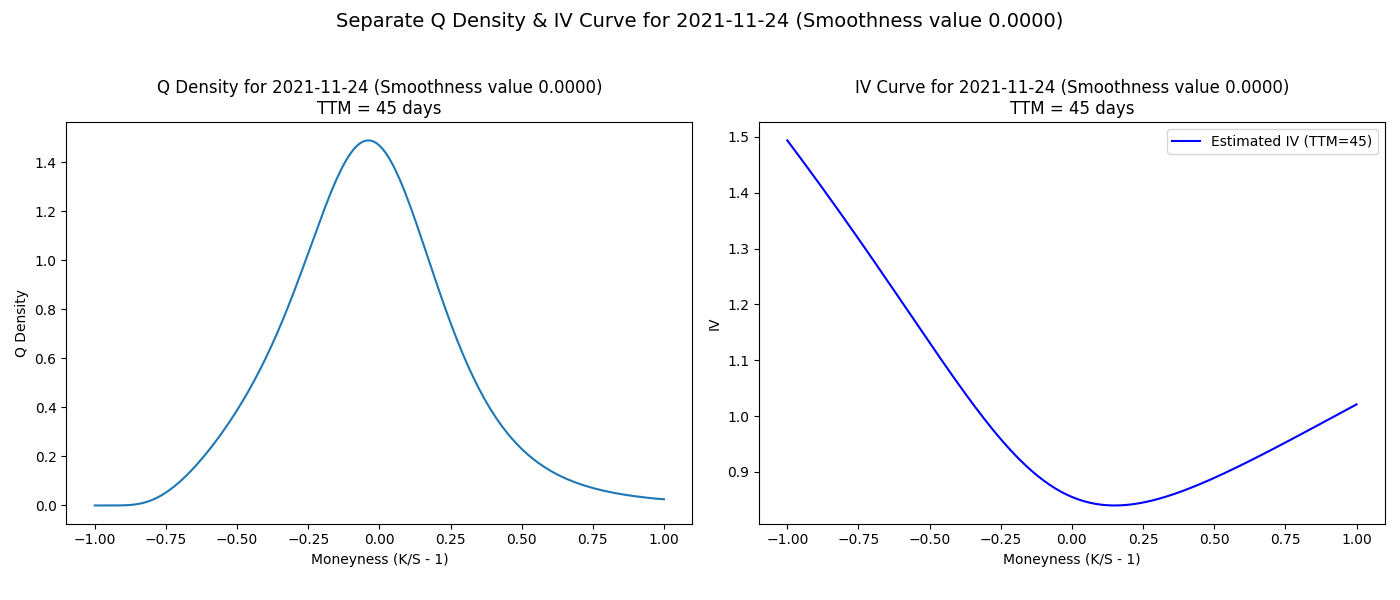 Separate Q Density & IV Curve for 2021-11-24 (Smoothness value 0.0000)
Q Density for 2021-11-24 (Smoothness value 0.0000)
TTM = 45 days
Q Density
1.4
1.2
1.0
0.8
0.6
0.4
0.2
0.0
−1.00 −0.75 −0.50 −0.25 0.00 0.25 0.50 0.75 1.00
Moneyness (K/S - 1)
IV Curve for 2021-11-24 (Smoothness value 0.0000)
TTM = 45 days
Estimated IV (TTM=45)
IV
1.5
1.4
1.3
1.2
1.1
1.0
0.9
−1.00 −0.75 −0.50 −0.25 0.00 0.25 0.50 0.75 1.00
Moneyness (K/S - 1)